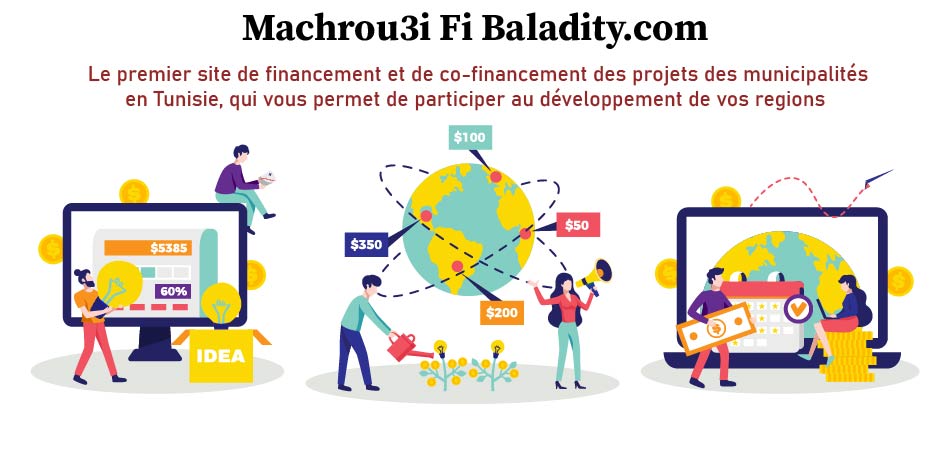 Machrou3i Fi Baladity.com
Le premier site de financement et de co-financement des projets des municipalités
en Tunisie, qui vous permet de participer au développement de vos regions
$100
$5385
$50
$350
60%
$200
IDEA